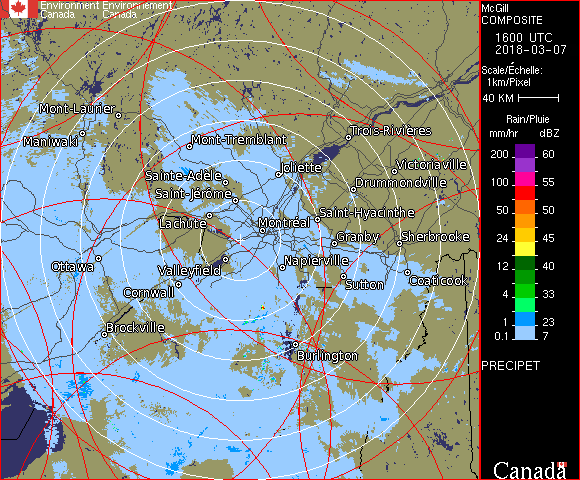 Environment Environnement
Canada Canada
McGill
COMPOSITE
1600 UTC
2018-03-07
Scale/Échelle:
1km/Pixel
40 KM
Rain/Pluie
mm/hr dBZ
200 60
100 55
50 50
24 45
12 40
4 33
1 23
0.1 7
PRECIPET
Canada
Mont-Laurier
Maniwaki
Mont-Tremblant
Trois-Rivières
Sainte-Adèle
Joliette
Victoriaville
Saint-Jérôme
Drummondville
Lachute
Montréal
Saint-Hyacinthe
Granby
Sherbrooke
Ottawa
Valleyfield
Napierville
Cornwall
Sutton
Coaticook
Brockville
Burlington